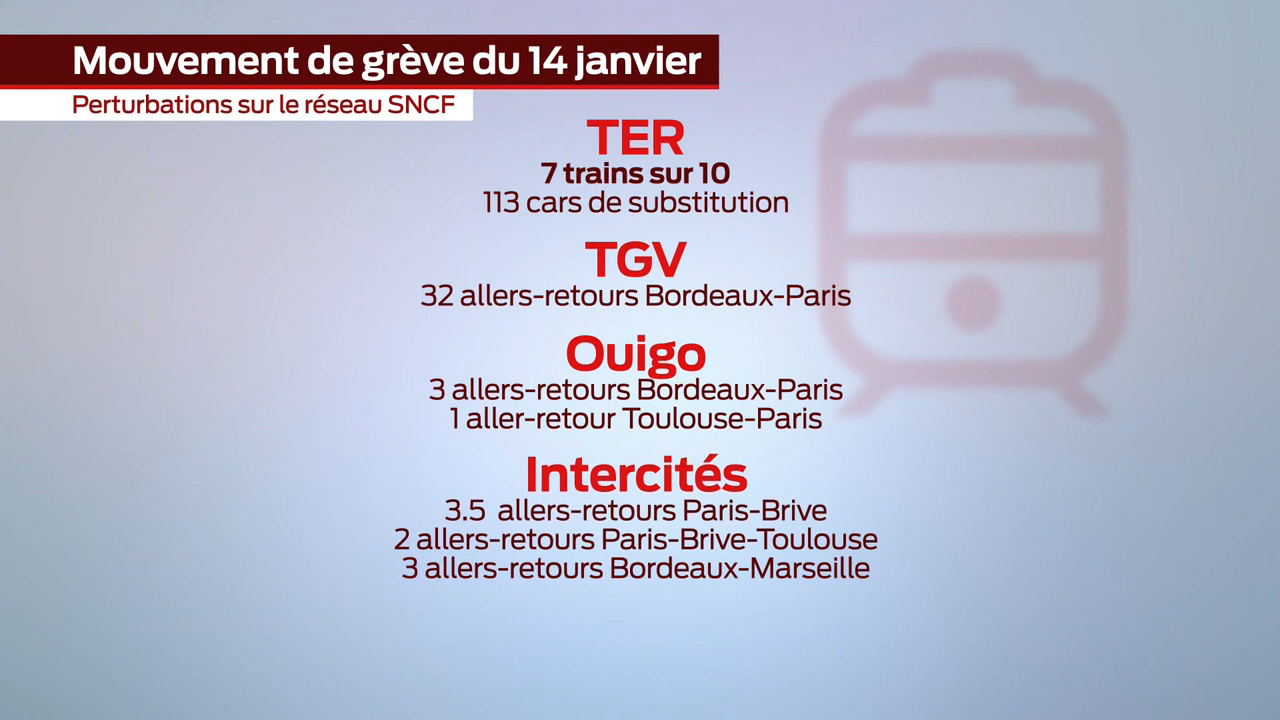 Mouvement de grève du 14 janvier
Perturbations sur le réseau SNCF
TER
7 trains sur 10
113 cars de substitution
TGV
32 allers-retours Bordeaux-Paris
Ouigo
3 allers-retours Bordeaux-Paris
1 aller-retour Toulouse-Paris
Intercités
3.5 allers-retours Paris-Brive
2 allers-retours Paris-Brive-Toulouse
3 allers-retours Bordeaux-Marseille